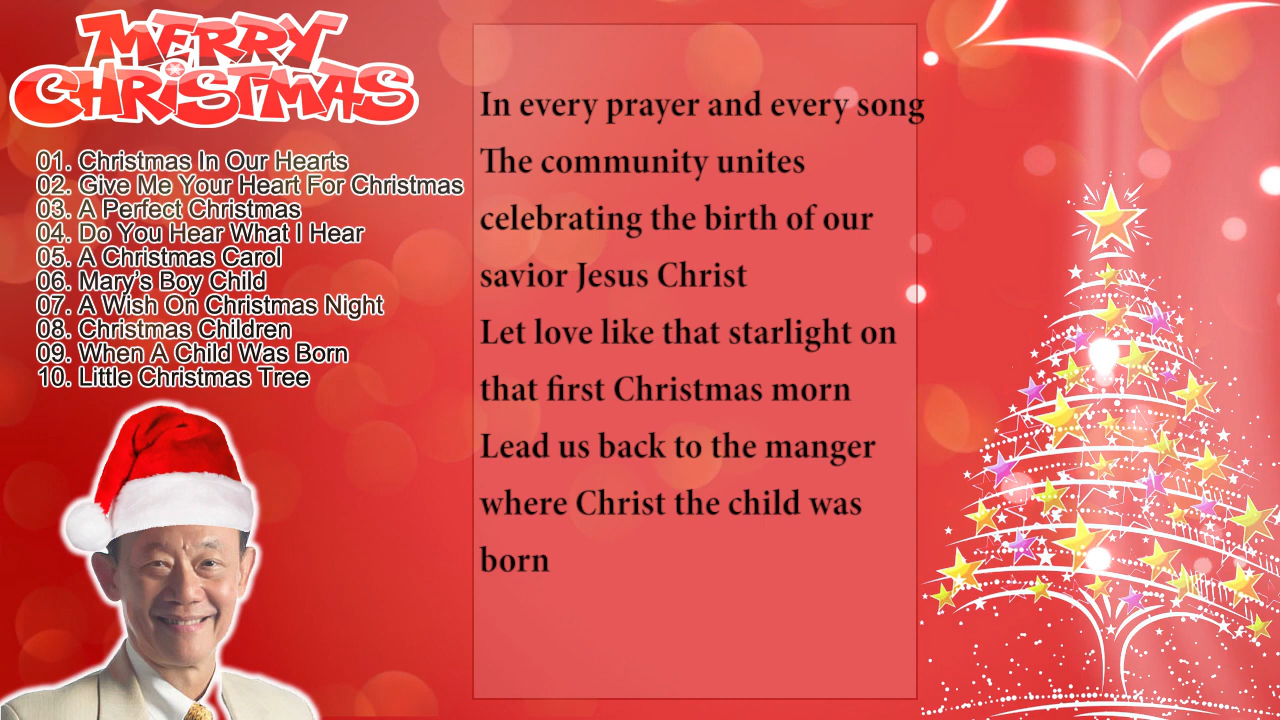 MERRY
CHRISTMAS
01. Christmas In Our Hearts
02. Give Me Your Heart For Christmas
03. A Perfect Christmas
04. Do You Hear What I Hear
05. A Christmas Carol
06. Mary's Boy Child
07. A Wish On Christmas Night
08. Christmas Children
09. When A Child Was Born
10. Little Christmas Tree
In every prayer and every song
The community unites
celebrating the birth of our
savior Jesus Christ
Let love like that starlight on
that first Christmas morn
Lead us back to the manger
where Christ the child was
born